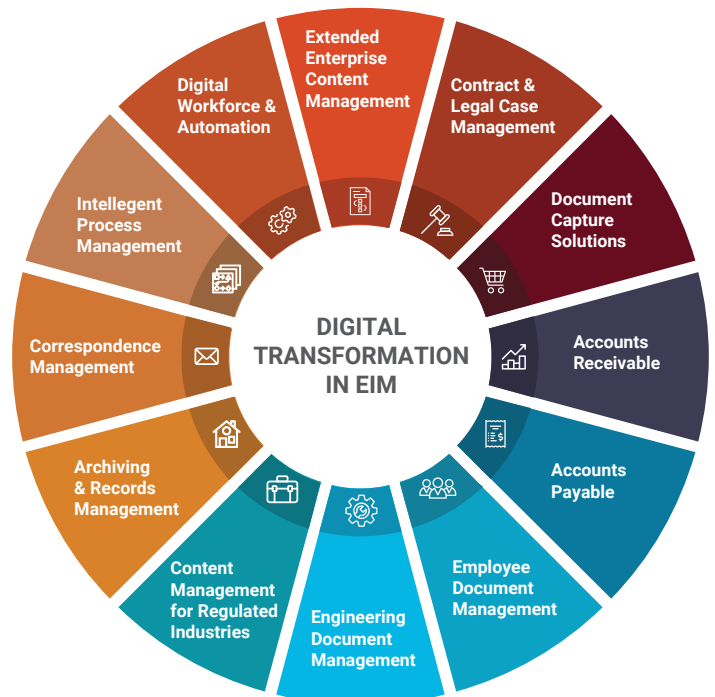 Extended
Enterprise
Content
Management
Contract &
Legal Case
Management
Document
Capture
Solutions
Accounts
Receivable
Accounts
Payable
Employee
Document
Management
Engineering
Document
Management
Content
Management
for Regulated
Industries
Archiving
& Records
Management
Correspondence
Management
Intellegent
Process
Management
Digital
Workforce &
Automation
DIGITAL
TRANSFORMATION
IN EIM